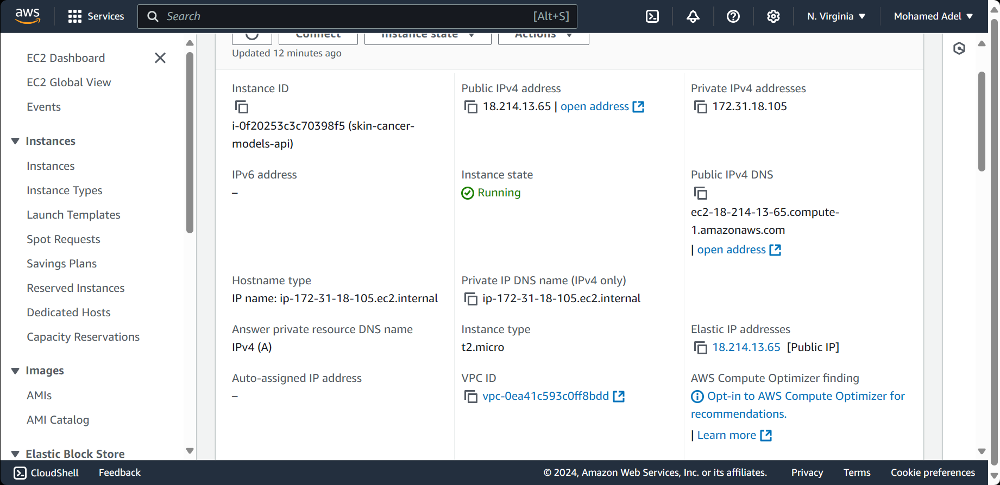 aws
Services
Search
[Alt+S]
N. Virginia
Mohamed Adel
EC2 Dashboard
EC2 Global View
Events
Instances
Instances
Instance Types
Launch Templates
Spot Requests
Savings Plans
Reserved Instances
Dedicated Hosts
Capacity Reservations
Images
AMIs
AMI Catalog
Elastic Block Store
Connect
Instance state
Actions
Updated 12 minutes ago
Instance ID
i-0f20253c3c70398f5 (skin-cancer-
models-api)
Public IPv4 address
18.214.13.65 | open address
Private IPv4 addresses
172.31.18.105
IPv6 address
–
Instance state
Running
Public IPv4 DNS
ec2-18-214-13-65.compute-
1.amazonaws.com
| open address
Hostname type
IP name: ip-172-31-18-105.ec2.internal
Private IP DNS name (IPv4 only)
ip-172-31-18-105.ec2.internal
Answer private resource DNS name
IPv4 (A)
Instance type
t2.micro
Elastic IP addresses
18.214.13.65 [Public IP]
Auto-assigned IP address
–
VPC ID
vpc-0ea41c593c0ff8bdd
AWS Compute Optimizer finding
Opt-in to AWS Compute Optimizer for
recommendations.
| Learn more
CloudShell
Feedback
© 2024, Amazon Web Services, Inc. or its affiliates.
Privacy
Terms
Cookie preferences